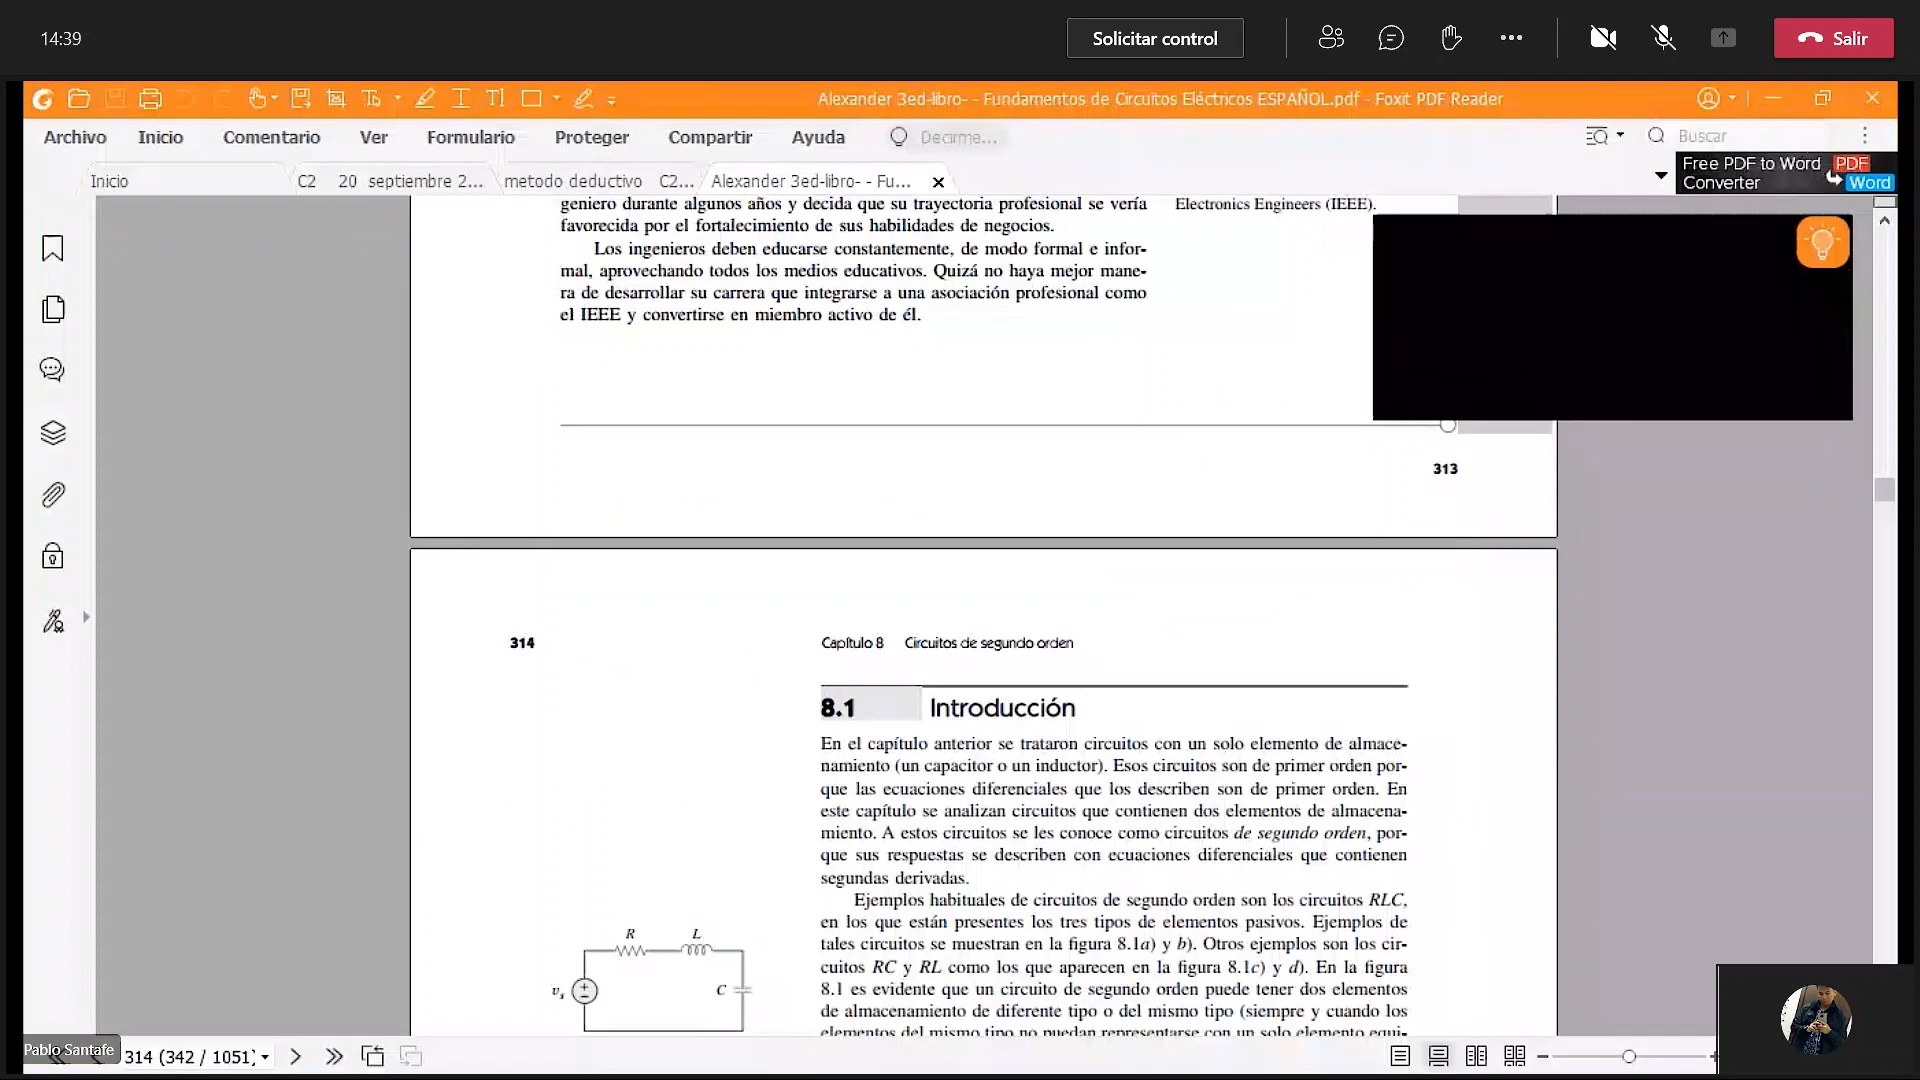 14:39
Solicitar control
Salir
Alexander 3ed-libro- - Fundamentos de Circuitos Eléctricos ESPAÑOL.pdf - Foxit PDF Reader
Archivo Inicio Comentario Ver Formulario Proteger Compartir Ayuda Decirme... Buscar
Free PDF to Word Converter
PDF
Word
Inicio C2 20 septiembre 2... metodo deductivo C2... Alexander 3ed-libro- - Fu...
geniero durante algunos años y decida que su trayectoria profesional se vería
favorecida por el fortalecimiento de sus habilidades de negocios.
Los ingenieros deben educarse constantemente, de modo formal e infor-
mal, aprovechando todos los medios educativos. Quizá no haya mejor mane-
ra de desarrollar su carrera que integrarse a una asociación profesional como
el IEEE y convertirse en miembro activo de él.
Electronics Engineers (IEEE).
313
314 Capítulo 8 Circuitos de segundo orden
8.1 Introducción
En el capítulo anterior se trataron circuitos con un solo elemento de almace-
namiento (un capacitor o un inductor). Esos circuitos son de primer orden por-
que las ecuaciones diferenciales que los describen son de primer orden. En
este capítulo se analizan circuitos que contienen dos elementos de almacena-
miento. A estos circuitos se les conoce como circuitos de segundo orden, por-
que sus respuestas se describen con ecuaciones diferenciales que contienen
segundas derivadas.
Ejemplos habituales de circuitos de segundo orden son los circuitos RLC,
en los que están presentes los tres tipos de elementos pasivos. Ejemplos de
tales circuitos se muestran en la figura 8.1a) y b). Otros ejemplos son los cir-
cuitos RC y RL como los que aparecen en la figura 8.1c) y d). En la figura
8.1 es evidente que un circuito de segundo orden puede tener dos elementos
de almacenamiento de diferente tipo o del mismo tipo (siempre y cuando los
elementos del mismo tipo no puedan representarse con un solo elemento equi-
R L
vs C
Pablo Santafe
314 (342 / 1051)